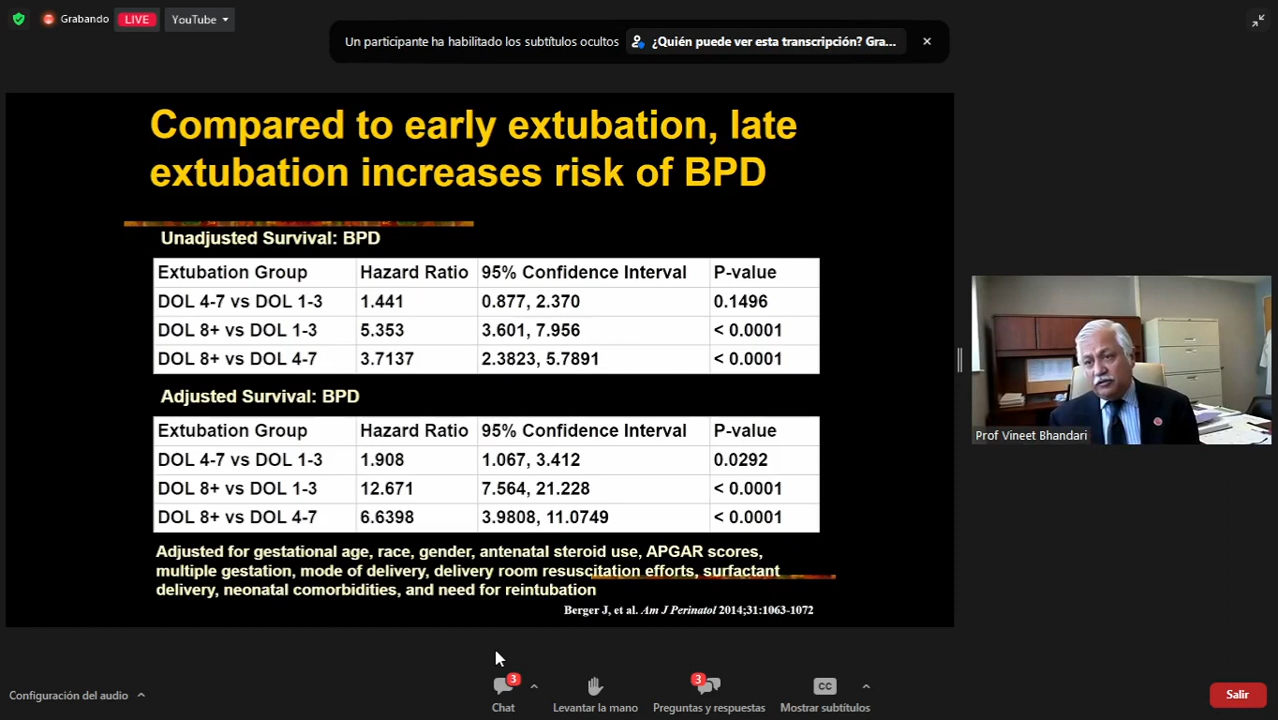 Grabando
LIVE
YouTube
Un participante ha habilitado los subtítulos ocultos
¿Quién puede ver esta transcripción? Gra...
Compared to early extubation, late
extubation increases risk of BPD
Unadjusted Survival: BPD
Extubation Group Hazard Ratio 95% Confidence Interval P-value
DOL 4-7 vs DOL 1-3 1.441 0.877, 2.370 0.1496
DOL 8+ vs DOL 1-3 5.353 3.601, 7.956 < 0.0001
DOL 8+ vs DOL 4-7 3.7137 2.3823, 5.7891 < 0.0001
Adjusted Survival: BPD
Extubation Group Hazard Ratio 95% Confidence Interval P-value
DOL 4-7 vs DOL 1-3 1.908 1.067, 3.412 0.0292
DOL 8+ vs DOL 1-3 12.671 7.564, 21.228 < 0.0001
DOL 8+ vs DOL 4-7 6.6398 3.9808, 11.0749 < 0.0001
Adjusted for gestational age, race, gender, antenatal steroid use, APGAR scores,
multiple gestation, mode of delivery, delivery room resuscitation efforts, surfactant
delivery, neonatal comorbidities, and need for reintubation
Berger J, et al. Am J Perinatol 2014;31:1063-1072
Prof Vineet Bhandari
Configuración del audio
3
Chat
Levantar la mano
3
Preguntas y respuestas
CC
Mostrar subtítulos
Salir